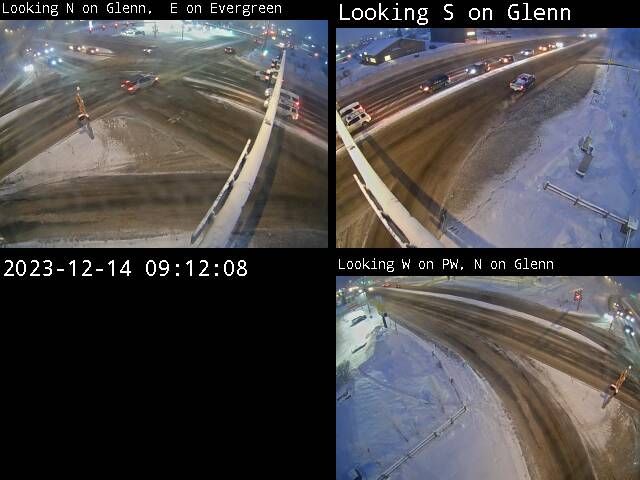 Looking N on Glenn,  E on Evergreen
Looking S on Glenn
2023-12-14 09:12:08
Looking W on PW, N on Glenn